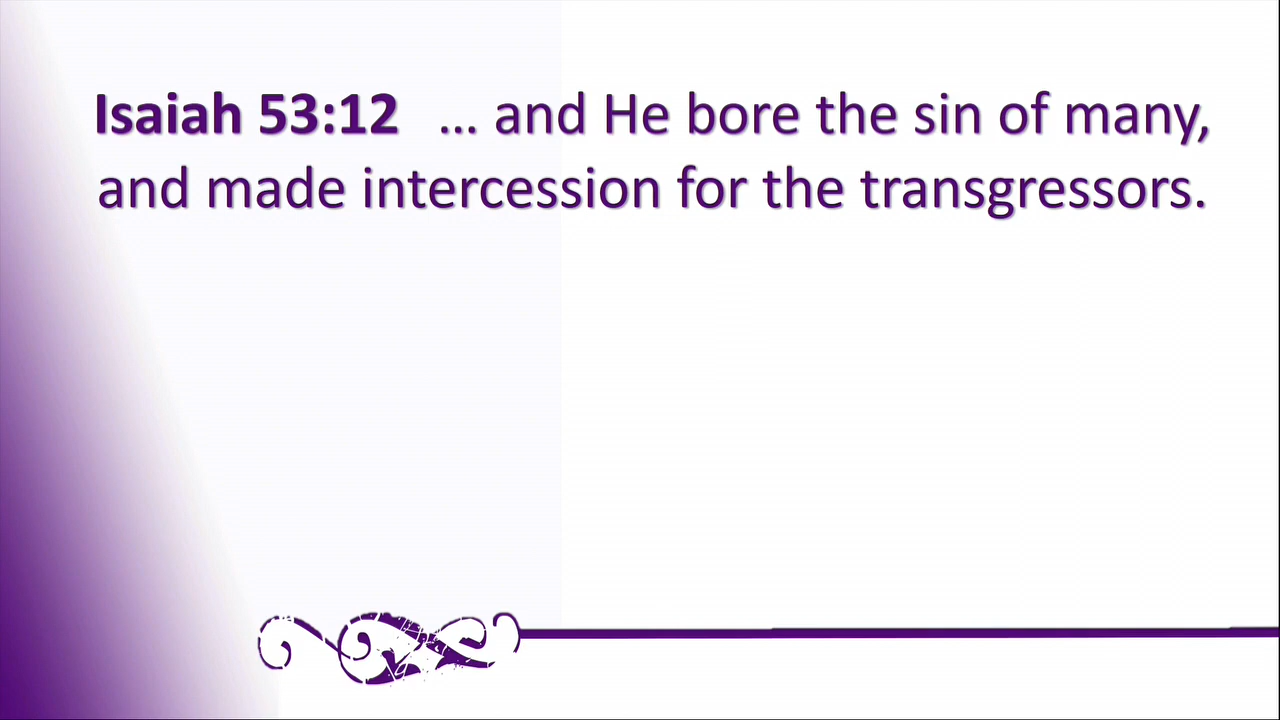 Isaiah 53:12 … and He bore the sin of many,
and made intercession for the transgressors.